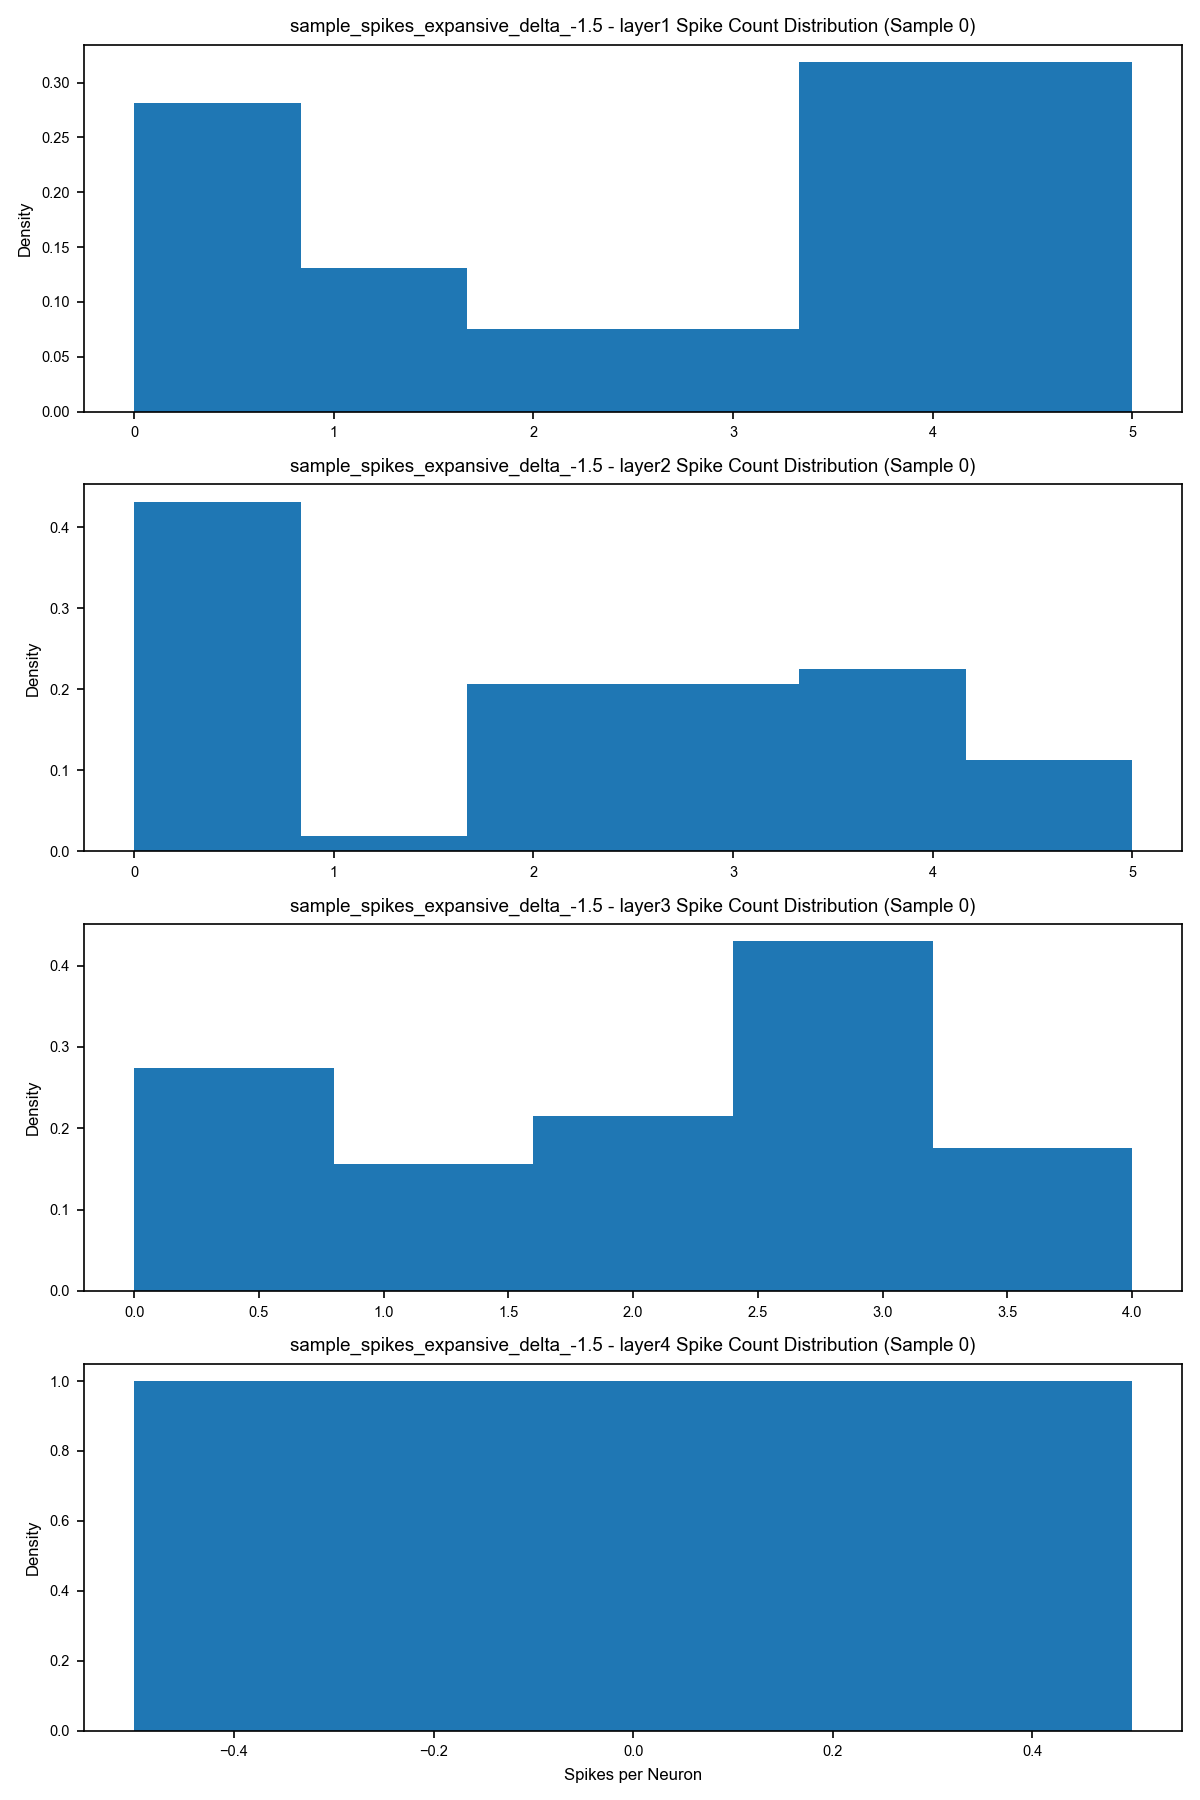 sample_spikes_expansive_delta_-1.5 - layer1 Spike Count Distribution (Sample 0)
0.30
0.25
0.20
0.15
0.10
0.05
0.00
Density
0 1 2 3 4 5
sample_spikes_expansive_delta_-1.5 - layer2 Spike Count Distribution (Sample 0)
0.4
0.3
0.2
0.1
0.0
Density
0 1 2 3 4 5
sample_spikes_expansive_delta_-1.5 - layer3 Spike Count Distribution (Sample 0)
0.4
0.3
0.2
0.1
0.0
Density
0.0 0.5 1.0 1.5 2.0 2.5 3.0 3.5 4.0
sample_spikes_expansive_delta_-1.5 - layer4 Spike Count Distribution (Sample 0)
1.0
0.8
0.6
0.4
0.2
0.0
Density
−0.4 −0.2 0.0 0.2 0.4
Spikes per Neuron